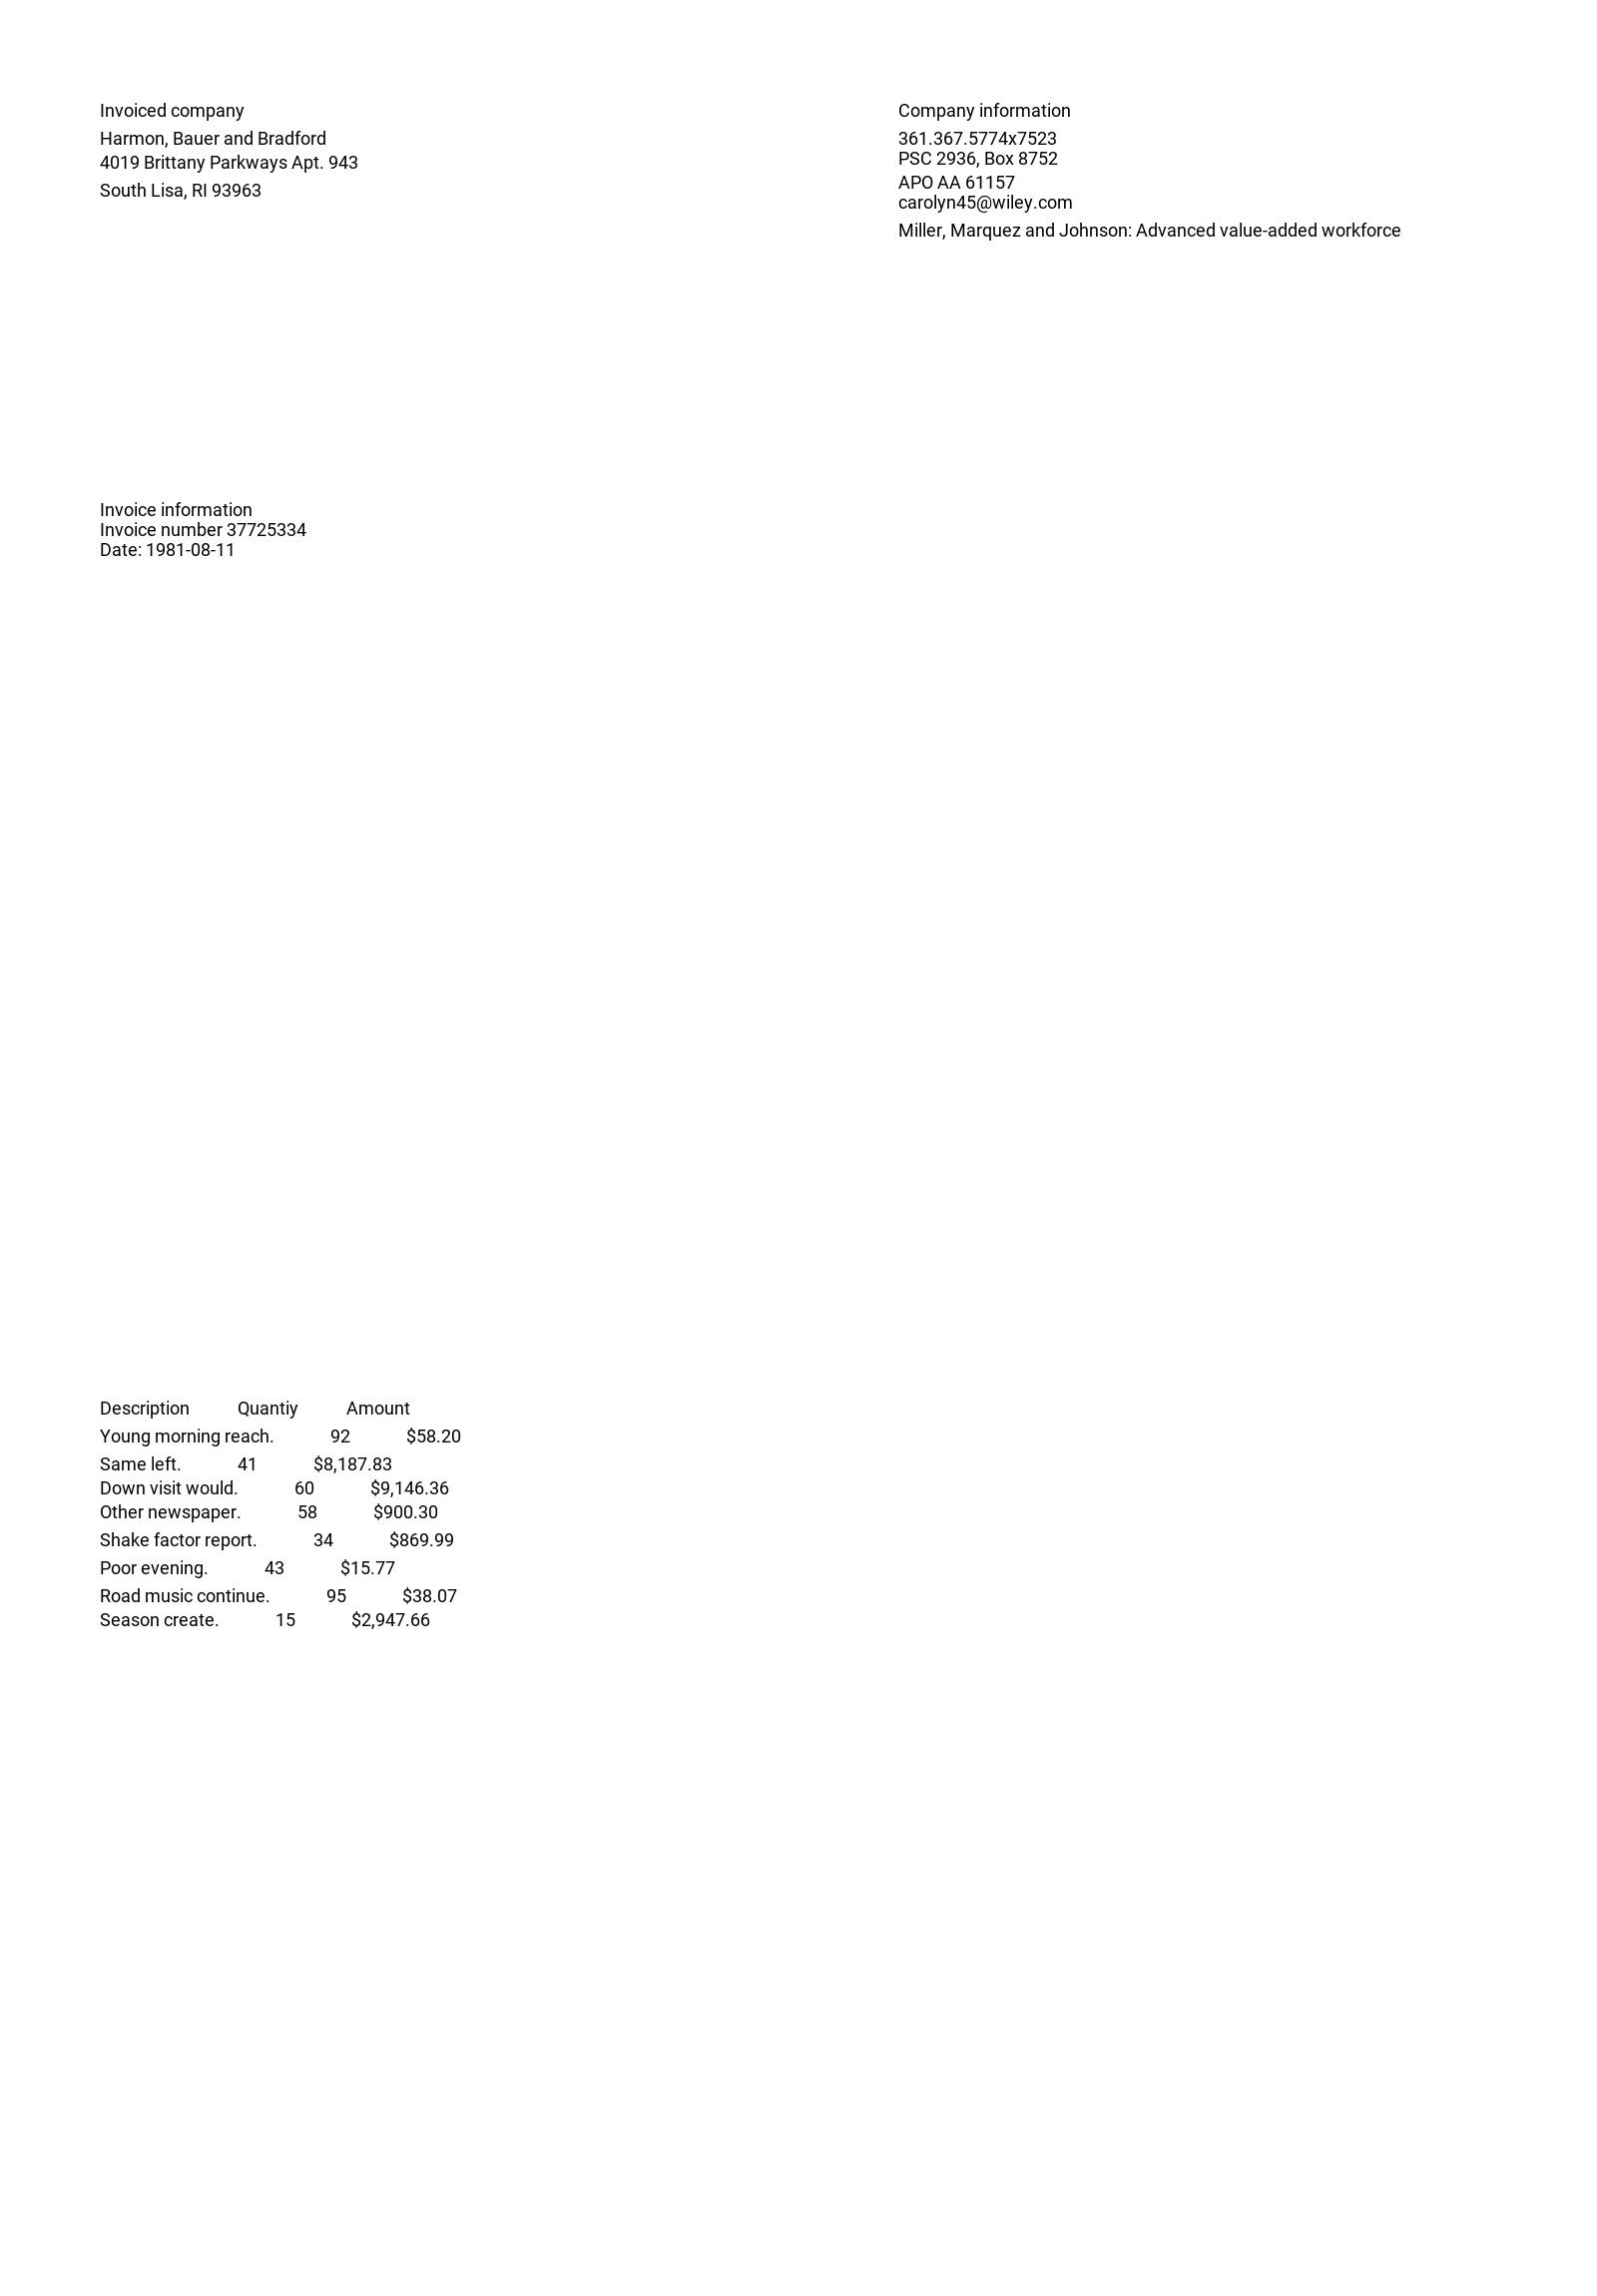 Invoiced company
Harmon, Bauer and Bradford
4019 Brittany Parkways Apt. 943
South Lisa, RI 93963
Company information
361.367.5774x7523
PSC 2936, Box 8752
APO AA 61157
carolyn45@wiley.com
Miller, Marquez and Johnson: Advanced value-added workforce
Invoice information
Invoice number 37725334
Date: 1981-08-11
Description Quantiy Amount
Young morning reach. 92 $58.20
Same left. 41 $8,187.83
Down visit would. 60 $9,146.36
Other newspaper. 58 $900.30
Shake factor report. 34 $869.99
Poor evening. 43 $15.77
Road music continue. 95 $38.07
Season create. 15 $2,947.66